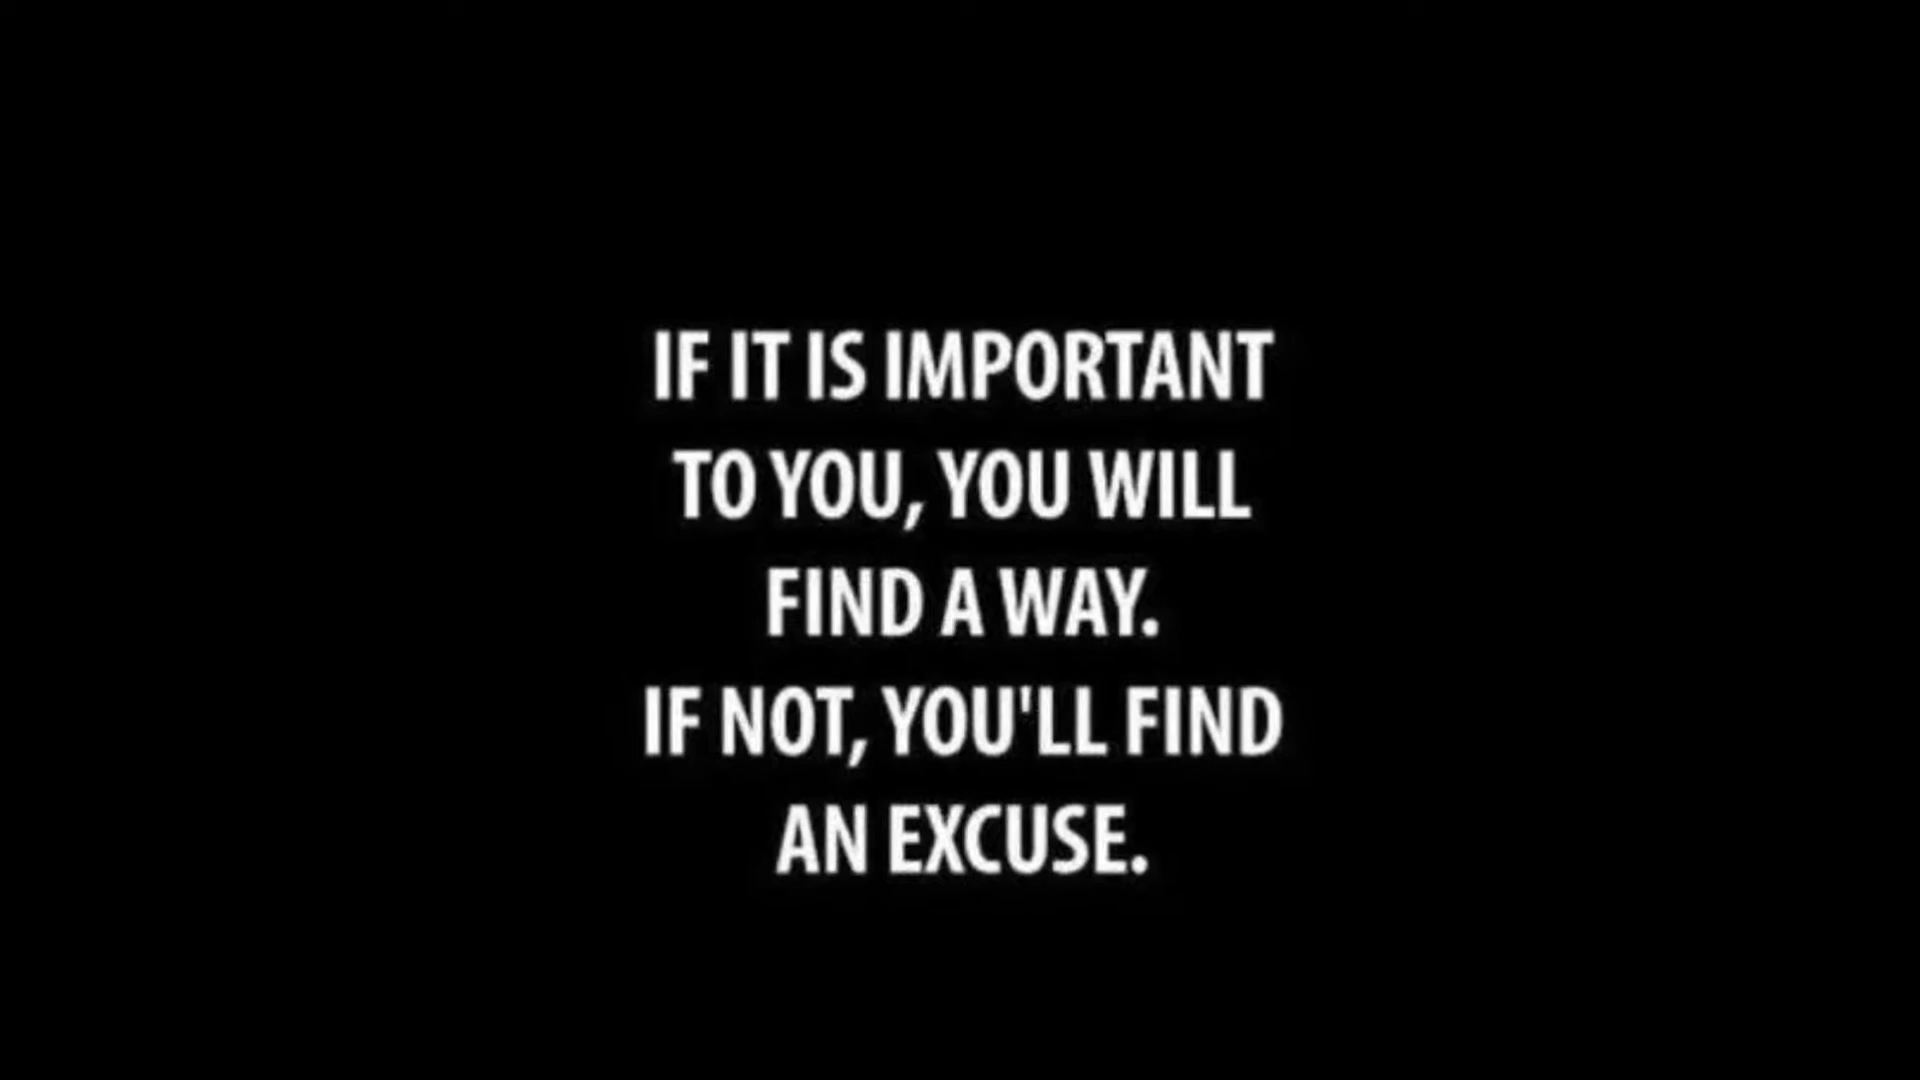 IF IT IS IMPORTANT
TO YOU, YOU WILL
FIND A WAY.
IF NOT, YOU'LL FIND
AN EXCUSE.